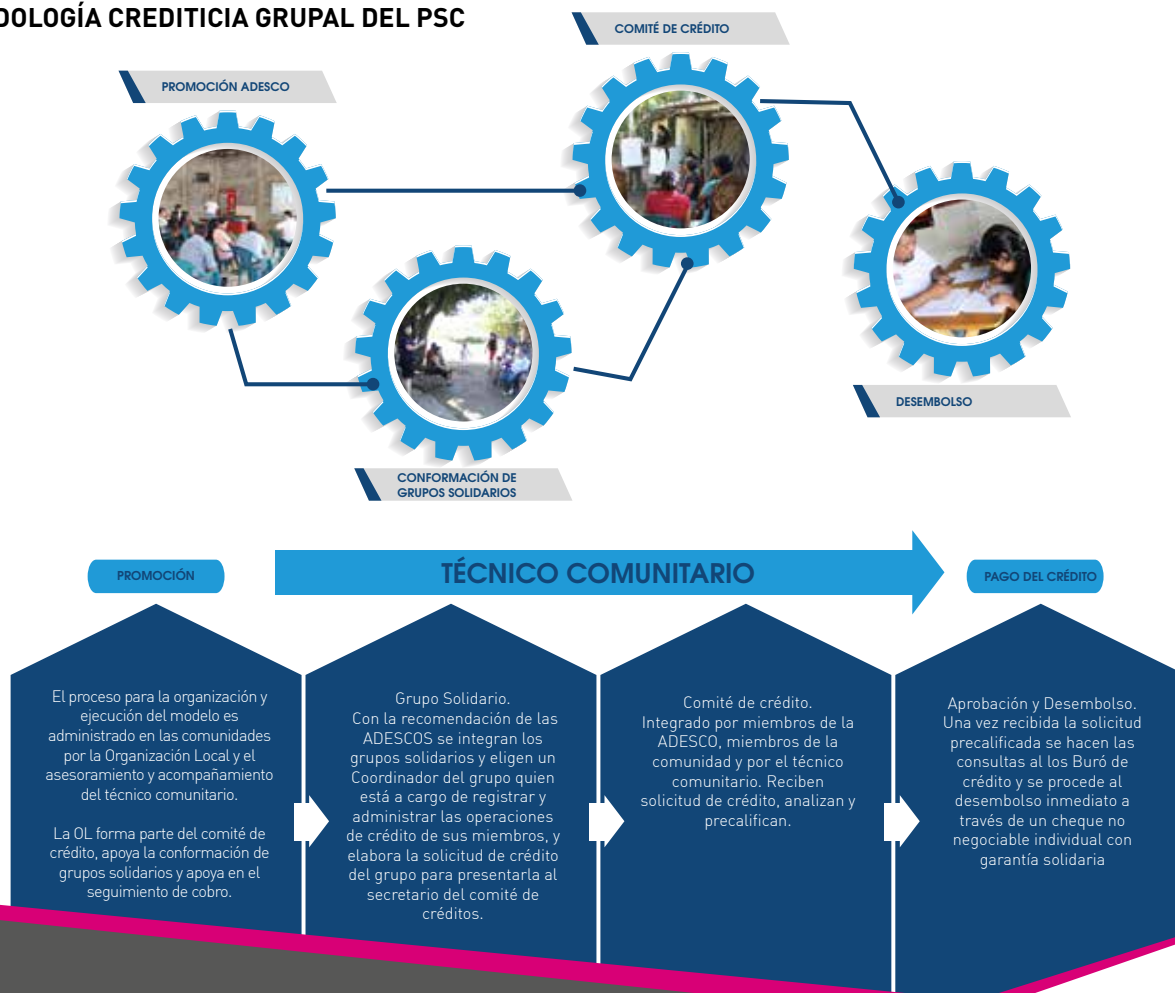 DOLOGÍA CREDITICIA GRUPAL DEL PSC
COMITÉ DE CRÉDITO
PROMOCIÓN ADESCO
DESEMBOLSO
CONFORMACIÓN DE
GRUPOS SOLIDARIOS
PROMOCIÓN
TÉCNICO COMUNITARIO
PAGO DEL CRÉDITO
El proceso para la organización y
ejecución del modelo es
administrado en las comunidades
por la Organización Local y el
asesoramiento y acompañamiento
del técnico comunitario.
La OL forma parte del comité de
crédito, apoya la conformación de
grupos solidarios y apoya en el
seguimiento de cobro.
Grupo Solidario.
Con la recomendación de las
ADESCOS se integran los
grupos solidarios y eligen un
Coordinador del grupo quien
está a cargo de registrar y
administrar las operaciones
de crédito de sus miembros, y
elabora la solicitud de crédito
del grupo para presentarla al
secretario del comité de
créditos.
Comité de crédito.
Integrado por miembros de la
ADESCO, miembros de la
comunidad y por el técnico
comunitario. Reciben
solicitud de crédito, analizan y
precalifican.
Aprobación y Desembolso.
Una vez recibida la solicitud
precalificada se hacen las
consultas al los Buró de
crédito y se procede al
desembolso inmediato a
través de un cheque no
negociable individual con
garantía solidaria